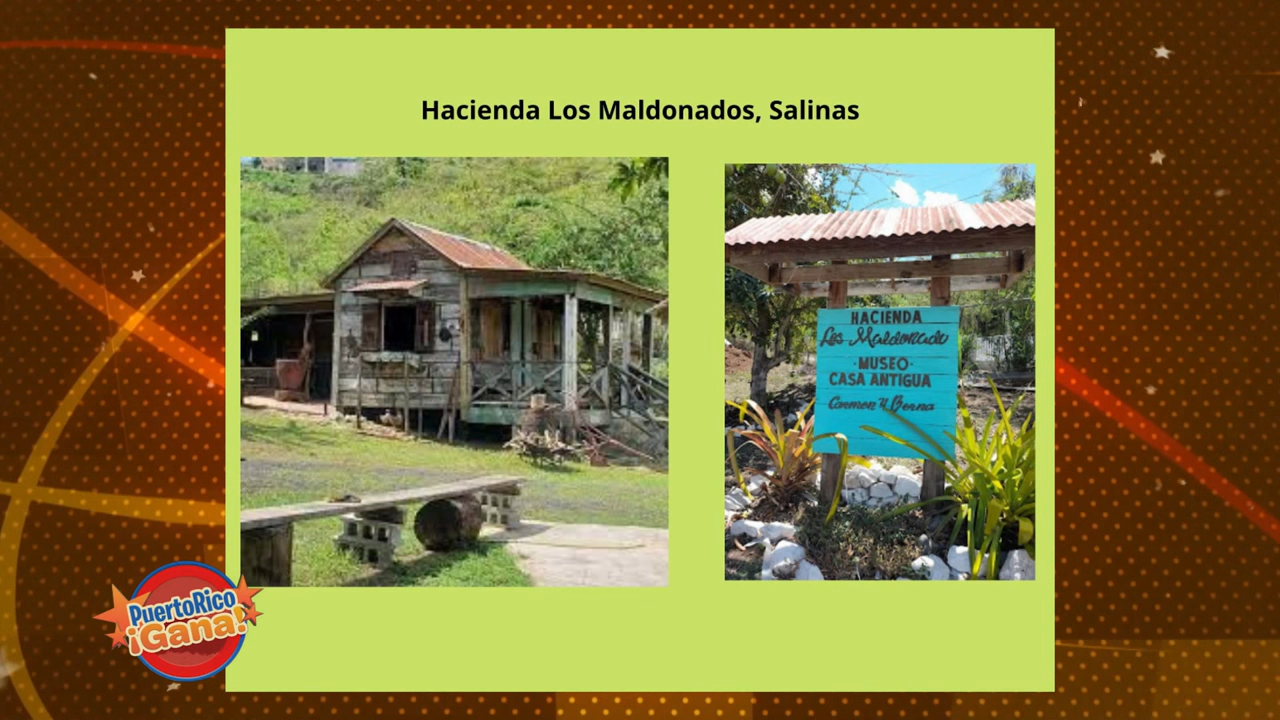 Hacienda Los Maldonados, Salinas
HACIENDA
Los Maldonado
·MUSEO·
CASA ANTIGUA
Carmen Y Berna
PuertoRico
¡Gana!